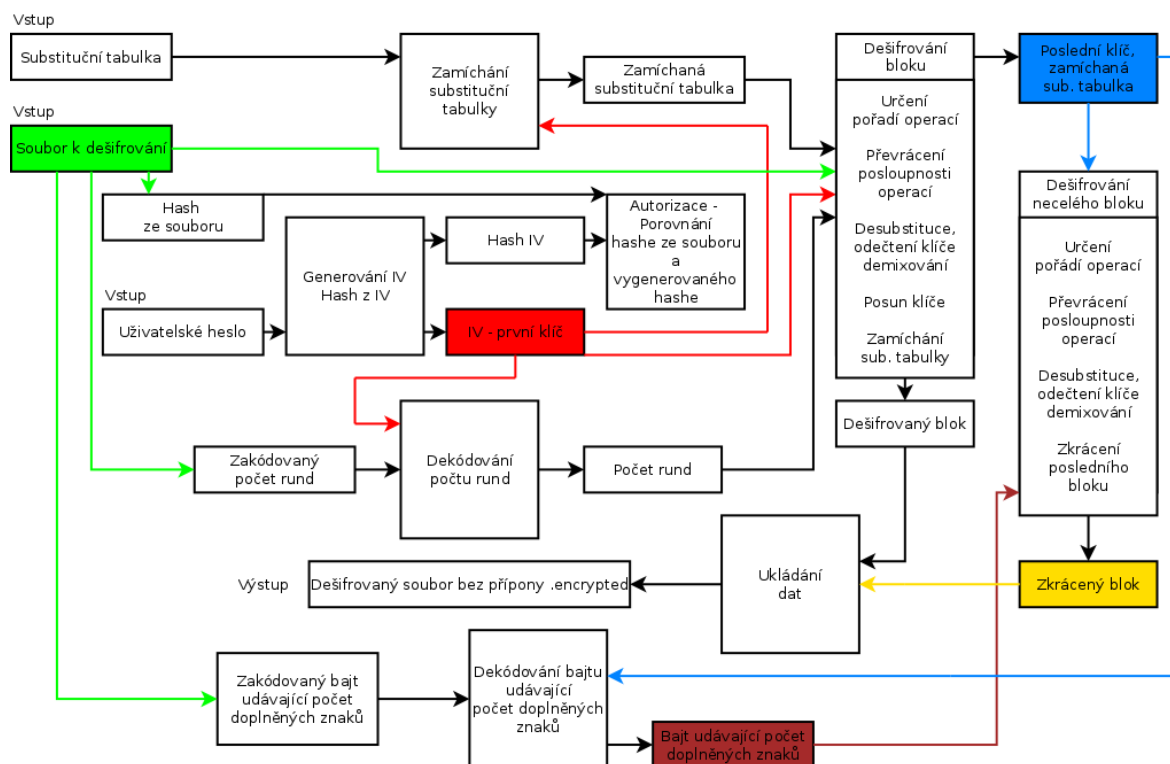 Vstup
Substituční tabulka
Zamíchání
substituční
tabulky
Zamíchaná
substituční tabulka
Dešifrování
bloku
Určení
pořadí operací
Převrácení
posloupnosti
operací
Desubstituce,
odečtení klíče
demixování
Posun klíče
Zamíchání
sub. tabulky
Poslední klíč,
zamíchaná
sub. tabulka
Vstup
Soubor k dešifrování
Hash
ze souboru
Generování IV
Hash z IV
Hash IV
Autorizace -
Porovnání
hashe ze souboru
a
vygenerovaného
hashe
Dešifrování
necelého bloku
Určení
pořádí operací
Převrácení
posloupnosti
operací
Desubstituce,
odečtení klíče
demixování
Zkrácení
posledního
bloku
Vstup
Uživatelské heslo
IV - první klíč
Dešifrovaný blok
Zakódovaný
počet rund
Dekódování
počtu rund
Počet rund
Výstup
Dešifrovaný soubor bez přípony .encrypted
Ukládání
dat
Zkrácený blok
Zakódovaný bajt
udávající počet
doplněných znaků
Dekódování bajtu
udávající
počet doplněných
znaků
Bajt udávající počet
doplněných znaků